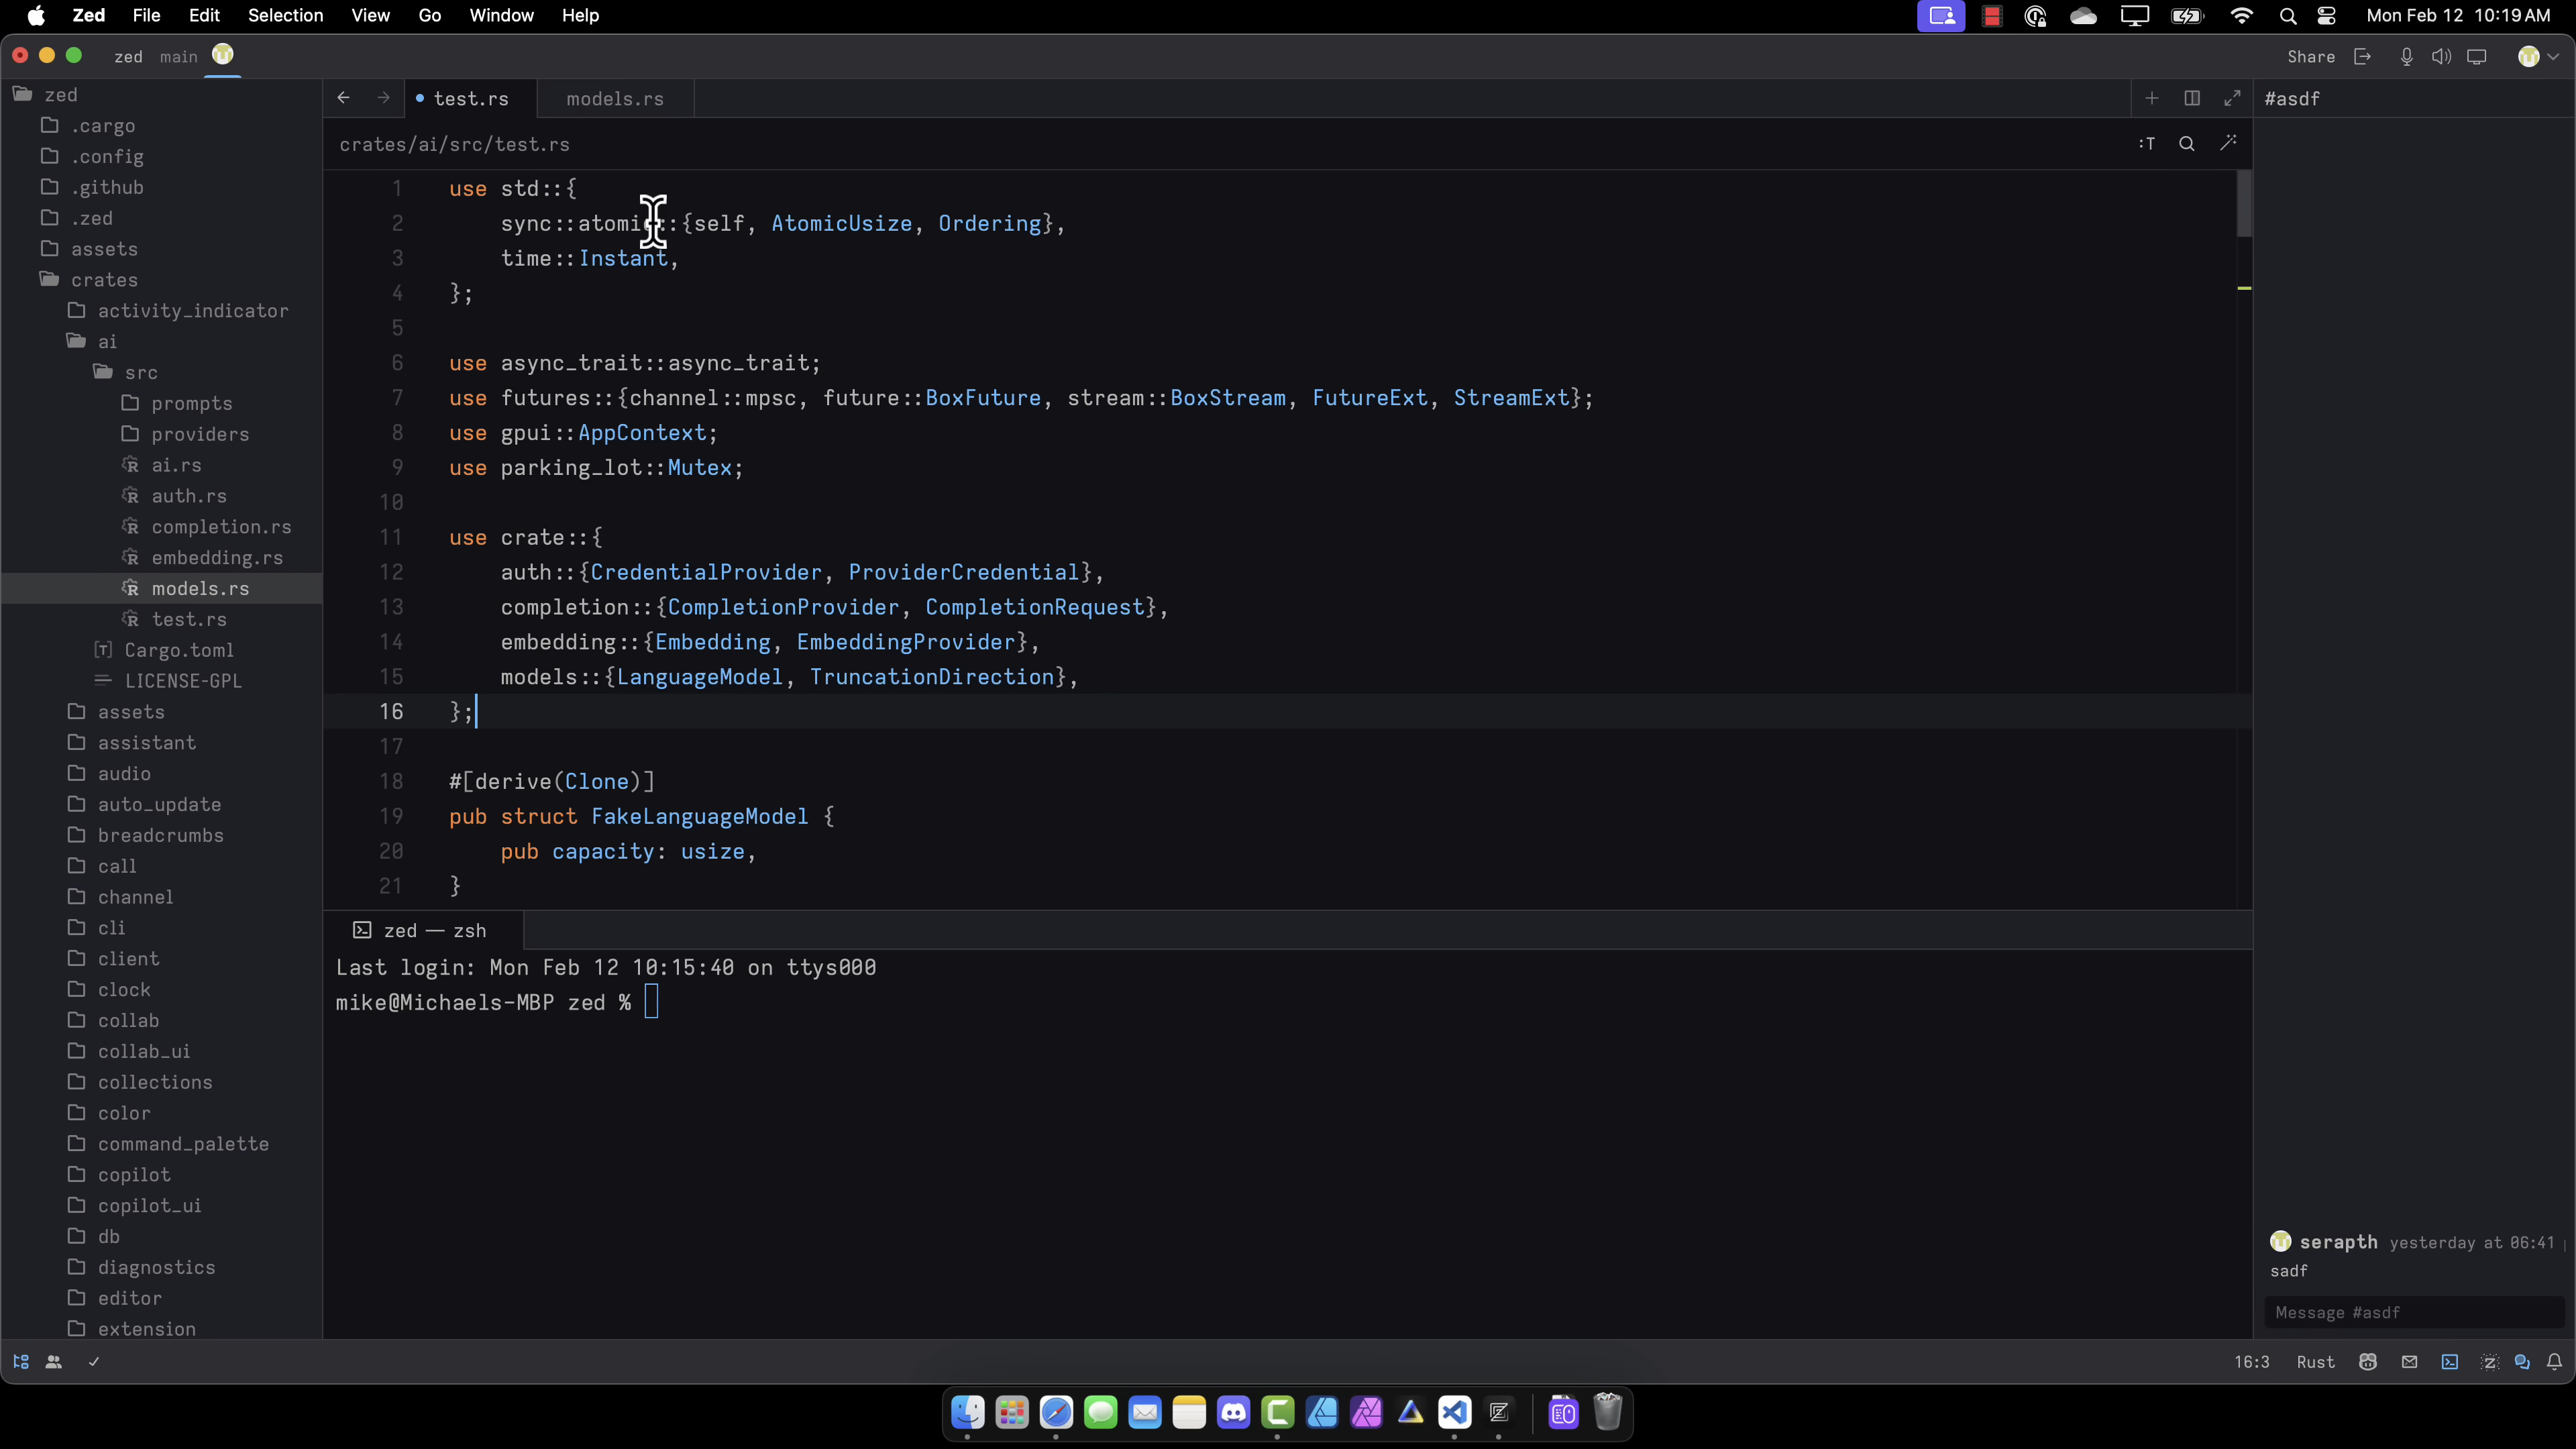 Zed File Edit Selection View Go Window Help
Mon Feb 12 10:19 AM
zed main
Share
zed
.cargo
.config
.github
.zed
assets
crates
activity_indicator
ai
src
prompts
providers
ai.rs
auth.rs
completion.rs
embedding.rs
models.rs
test.rs
Cargo.toml
LICENSE-GPL
assets
assistant
audio
auto_update
breadcrumbs
call
channel
cli
client
clock
collab
collab_ui
collections
color
command_palette
copilot
copilot_ui
db
diagnostics
editor
extension
test.rs models.rs
crates/ai/src/test.rs
:T
1 use std::{
2 sync::atomic::{self, AtomicUsize, Ordering},
3 time::Instant,
4 };
5
6 use async_trait::async_trait;
7 use futures::{channel::mpsc, future::BoxFuture, stream::BoxStream, FutureExt, StreamExt};
8 use gpui::AppContext;
9 use parking_lot::Mutex;
10
11 use crate::{
12 auth::{CredentialProvider, ProviderCredential},
13 completion::{CompletionProvider, CompletionRequest},
14 embedding::{Embedding, EmbeddingProvider},
15 models::{LanguageModel, TruncationDirection},
16 };
17
18 #[derive(Clone)]
19 pub struct FakeLanguageModel {
20 pub capacity: usize,
21 }
zed — zsh
Last login: Mon Feb 12 10:15:40 on ttys000
mike@Michaels-MBP zed %
#asdf
serapth yesterday at 06:41
sadf
Message #asdf
16:3 Rust